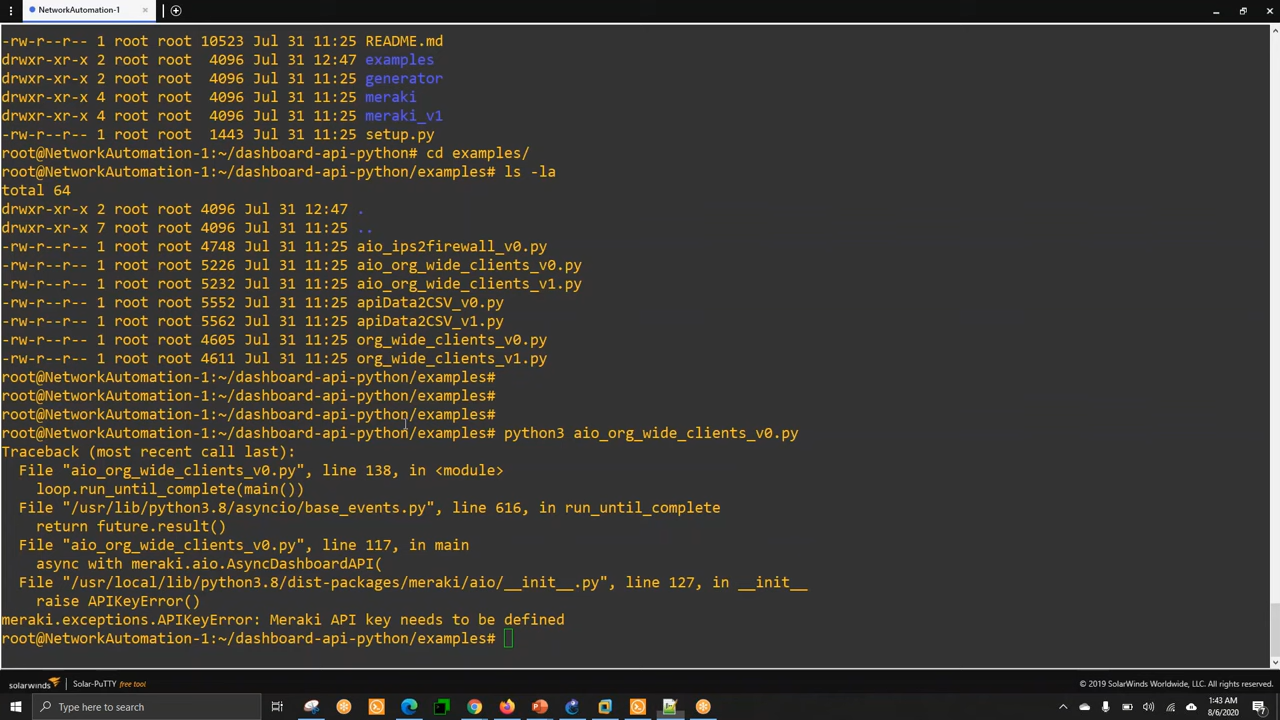 NetworkAutomation-1
-rw-r--r-- 1 root root 10523 Jul 31 11:25 README.md
drwxr-xr-x 2 root root  4096 Jul 31 12:47 examples
drwxr-xr-x 2 root root  4096 Jul 31 11:25 generator
drwxr-xr-x 4 root root  4096 Jul 31 11:25 meraki
drwxr-xr-x 4 root root  4096 Jul 31 11:25 meraki_v1
-rw-r--r-- 1 root root  1443 Jul 31 11:25 setup.py
root@NetworkAutomation-1:~/dashboard-api-python# cd examples/
root@NetworkAutomation-1:~/dashboard-api-python/examples# ls -la
total 64
drwxr-xr-x 2 root root 4096 Jul 31 12:47 .
drwxr-xr-x 7 root root 4096 Jul 31 11:25 ..
-rw-r--r-- 1 root root 4748 Jul 31 11:25 aio_ips2firewall_v0.py
-rw-r--r-- 1 root root 5226 Jul 31 11:25 aio_org_wide_clients_v0.py
-rw-r--r-- 1 root root 5232 Jul 31 11:25 aio_org_wide_clients_v1.py
-rw-r--r-- 1 root root 5552 Jul 31 11:25 apiData2CSV_v0.py
-rw-r--r-- 1 root root 5562 Jul 31 11:25 apiData2CSV_v1.py
-rw-r--r-- 1 root root 4605 Jul 31 11:25 org_wide_clients_v0.py
-rw-r--r-- 1 root root 4611 Jul 31 11:25 org_wide_clients_v1.py
root@NetworkAutomation-1:~/dashboard-api-python/examples#
root@NetworkAutomation-1:~/dashboard-api-python/examples#
root@NetworkAutomation-1:~/dashboard-api-python/examples#
root@NetworkAutomation-1:~/dashboard-api-python/examples# python3 aio_org_wide_clients_v0.py
Traceback (most recent call last):
  File "aio_org_wide_clients_v0.py", line 138, in <module>
    loop.run_until_complete(main())
  File "/usr/lib/python3.8/asyncio/base_events.py", line 616, in run_until_complete
    return future.result()
  File "aio_org_wide_clients_v0.py", line 117, in main
    async with meraki.aio.AsyncDashboardAPI(
  File "/usr/local/lib/python3.8/dist-packages/meraki/aio/__init__.py", line 127, in __init__
    raise APIKeyError()
meraki.exceptions.APIKeyError: Meraki API key needs to be defined
root@NetworkAutomation-1:~/dashboard-api-python/examples#
solarwinds Solar-PuTTY free tool © 2019 SolarWinds Worldwide, LLC. All rights reserved.
Type here to search
1:43 AM
8/6/2020